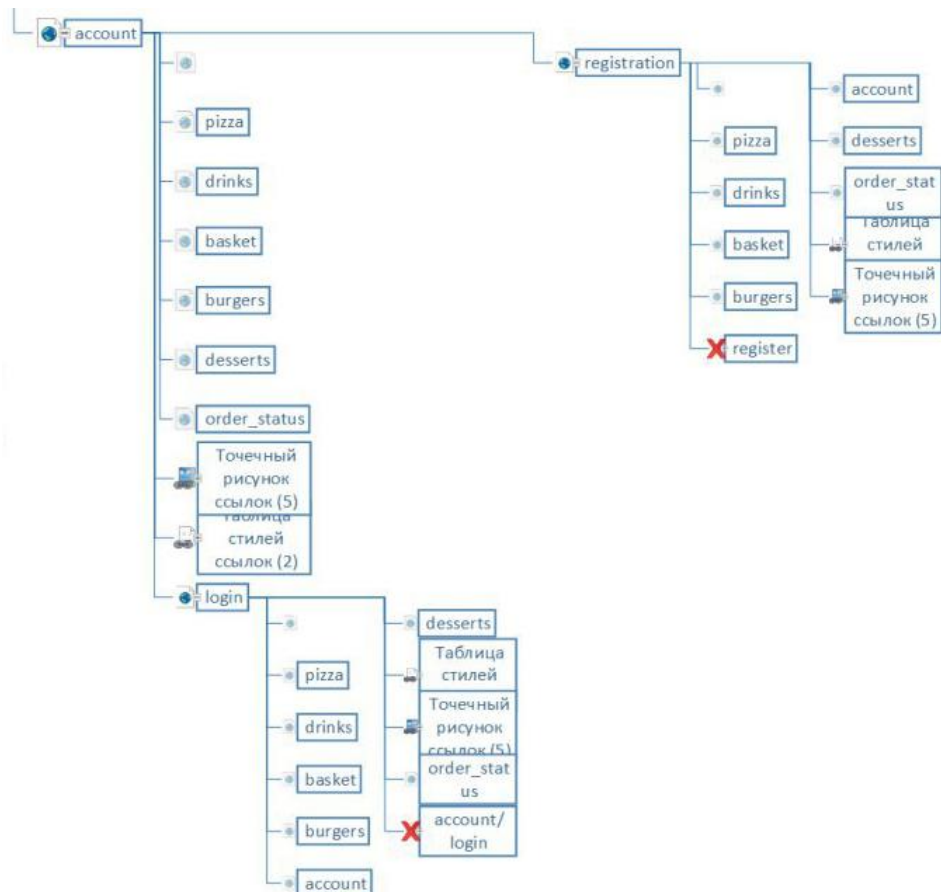 account
pizza
drinks
basket
burgers
desserts
order_status
Точечный
рисунок
ссылок (5)
Таблица
стилей
ссылок (2)
login
pizza
drinks
basket
burgers
account
desserts
Таблица
стилей
Точечный
рисунок
ссылок (5)
order_stat
us
account/
login
registration
pizza
drinks
basket
burgers
register
account
desserts
order_stat
us
Таблица
стилей
Точечный
рисунок
ссылок (5)